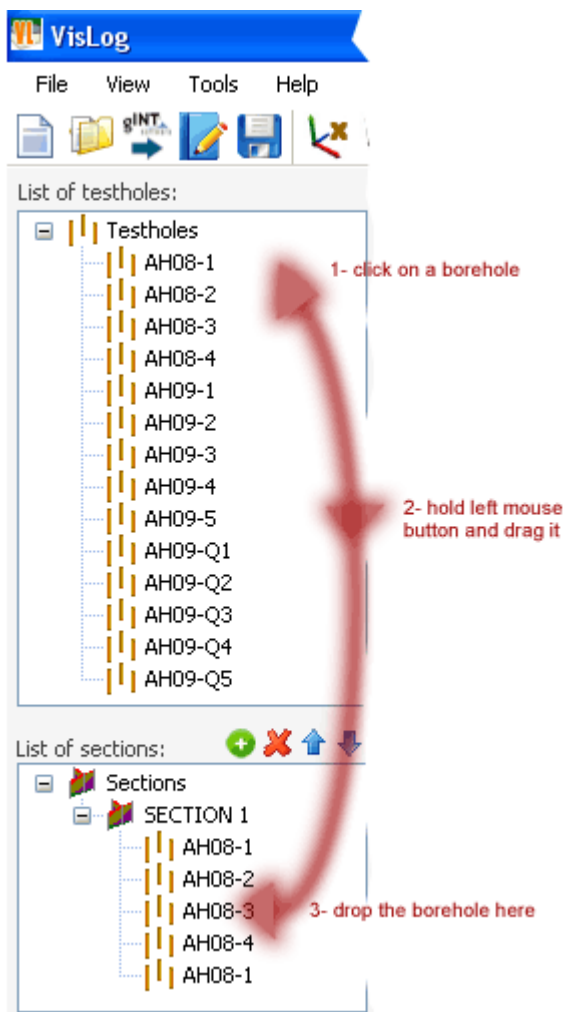 VL VisLog
File View Tools Help
gINT
List of testholes:
Testholes
AH08-1
1- click on a borehole
AH08-2
AH08-3
AH08-4
AH09-1
AH09-2
AH09-3
AH09-4
2- hold left mouse
button and drag it
AH09-5
AH09-Q1
AH09-Q2
AH09-Q3
AH09-Q4
AH09-Q5
List of sections:
Sections
SECTION 1
AH08-1
AH08-2
AH08-3
3- drop the borehole here
AH08-4
AH08-1